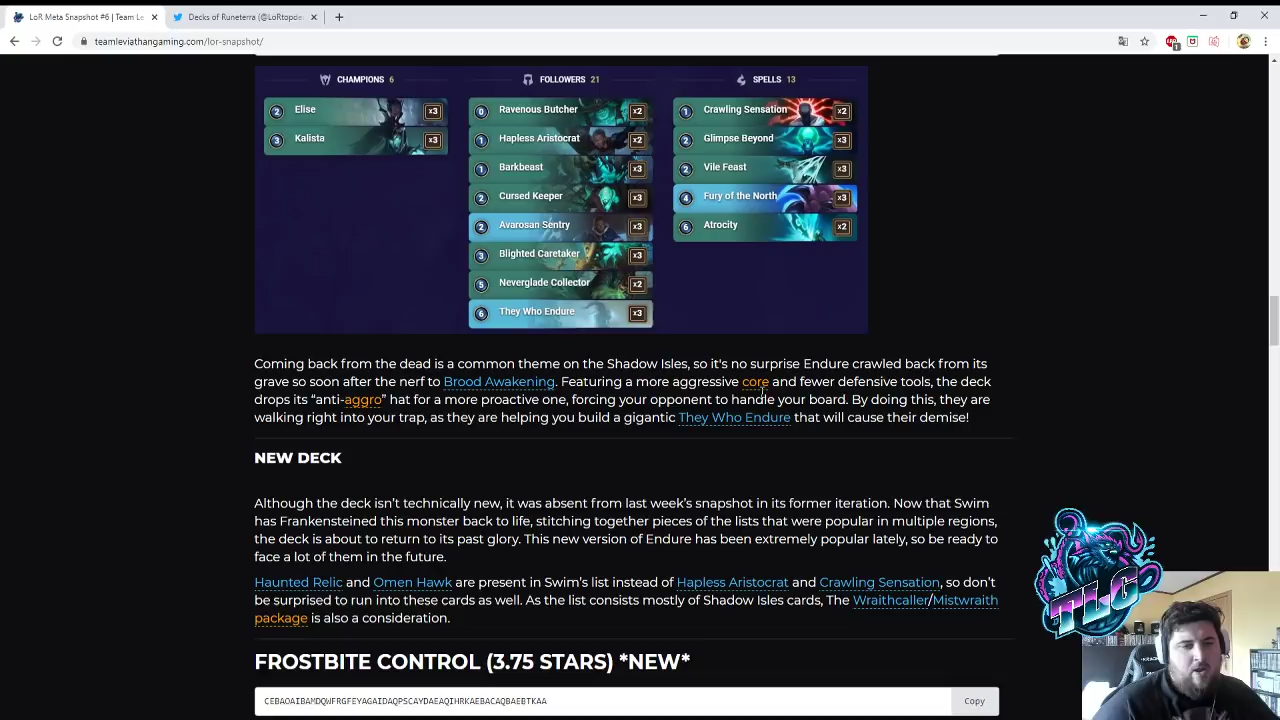 LoR Meta Snapshot #6 | Team Le
Decks of Runeterra (@LoRtopde
teamleviathangaming.com/lor-snapshot/
CHAMPIONS 6
FOLLOWERS 21
SPELLS 13
2 Elise x3
0 Ravenous Butcher x2
1 Crawling Sensation x2
3 Kalista x3
1 Hapless Aristocrat x2
2 Glimpse Beyond x3
1 Barkbeast x3
2 Vile Feast x3
2 Cursed Keeper x3
4 Fury of the North x3
2 Avarosan Sentry x3
6 Atrocity x2
3 Blighted Caretaker x3
5 Neverglade Collector x2
6 They Who Endure x3
Coming back from the dead is a common theme on the Shadow Isles, so it's no surprise Endure crawled back from its
grave so soon after the nerf to Brood Awakening. Featuring a more aggressive core and fewer defensive tools, the deck
drops its “anti-aggro” hat for a more proactive one, forcing your opponent to handle your board. By doing this, they are
walking right into your trap, as they are helping you build a gigantic They Who Endure that will cause their demise!
NEW DECK
Although the deck isn’t technically new, it was absent from last week’s snapshot in its former iteration. Now that Swim
has Frankensteined this monster back to life, stitching together pieces of the lists that were popular in multiple regions,
the deck is about to return to its past glory. This new version of Endure has been extremely popular lately, so be ready to
face a lot of them in the future.
Haunted Relic and Omen Hawk are present in Swim’s list instead of Hapless Aristocrat and Crawling Sensation, so don’t
be surprised to run into these cards as well. As the list consists mostly of Shadow Isles cards, The Wraithcaller/Mistwraith
package is also a consideration.
FROSTBITE CONTROL (3.75 STARS) *NEW*
CEBAOAIBAMDQWFRGFEYAGAIDAQPSCAYDAEAQIHRKAEBACAQBAEBTKAA
Copy
TLG